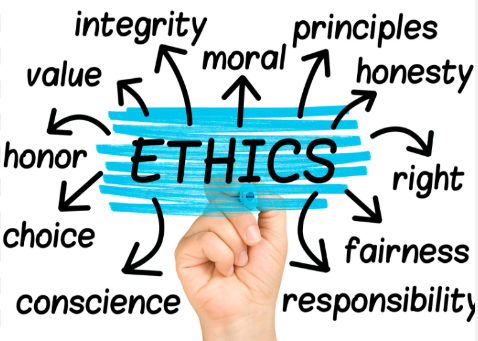 integrity
principles
moral
value
honesty
ETHICS
honor
right
choice
fairness
conscience
responsibility